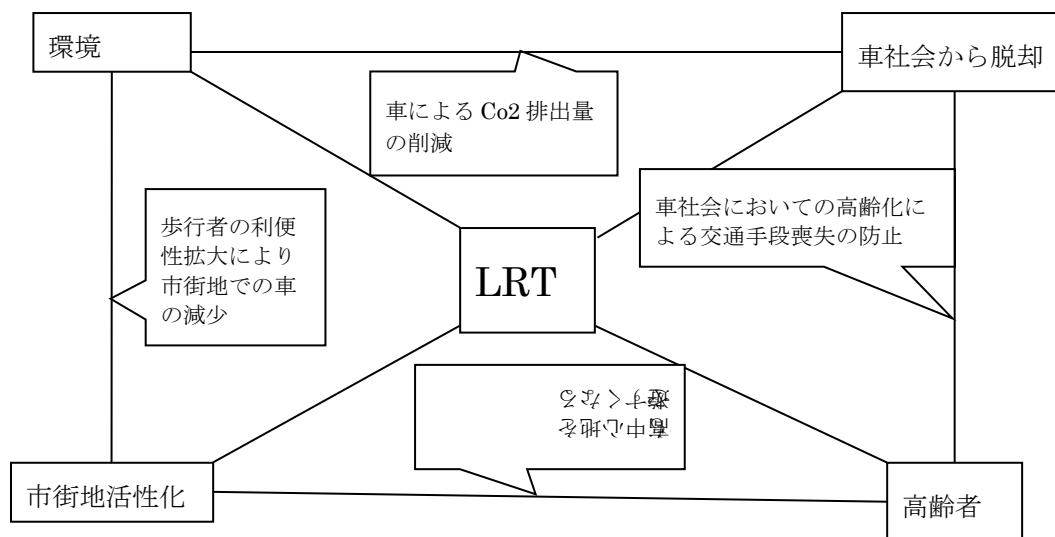 環境
車社会から脱却
車による Co2 排出量
の削減
車社会においての高齢化に
よる交通手段喪失の防止
歩行者の利便
性拡大により
市街地での車
の減少
LRT
中心地を
すくなる
市街地活性化
高齢者